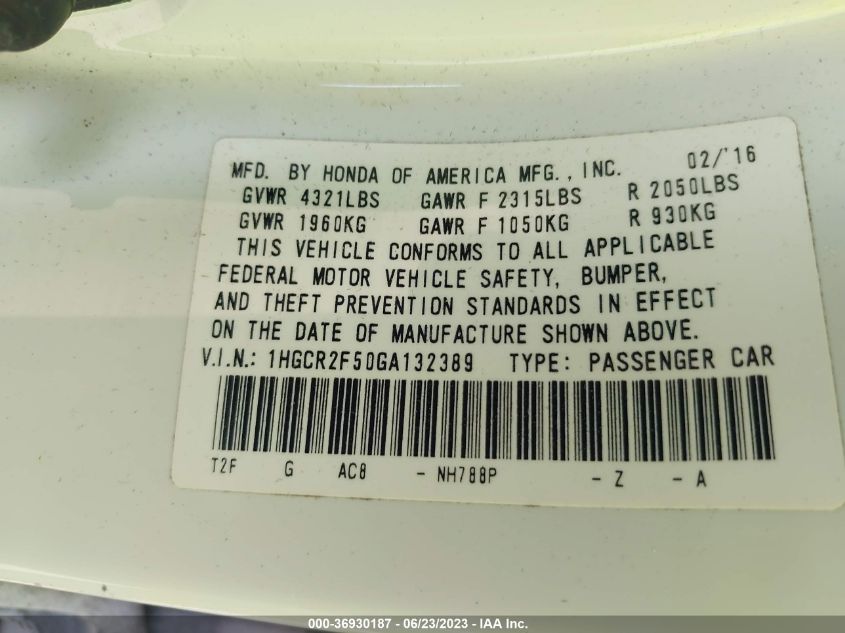 MFD. BY HONDA OF AMERICA MFG., INC. 02/'16
GVWR 4321LBS GAWR F 2315LBS R 2050LBS
GVWR 1960KG GAWR F 1050KG R 930KG
THIS VEHICLE CONFORMS TO ALL APPLICABLE
FEDERAL MOTOR VEHICLE SAFETY, BUMPER,
AND THEFT PREVENTION STANDARDS IN EFFECT
ON THE DATE OF MANUFACTURE SHOWN ABOVE.
V.I.N.: 1HGCR2F50GA132389 TYPE: PASSENGER CAR
T2F G AC8 - NH788P - Z - A
000-36930187 - 06/23/2023 - IAA Inc.